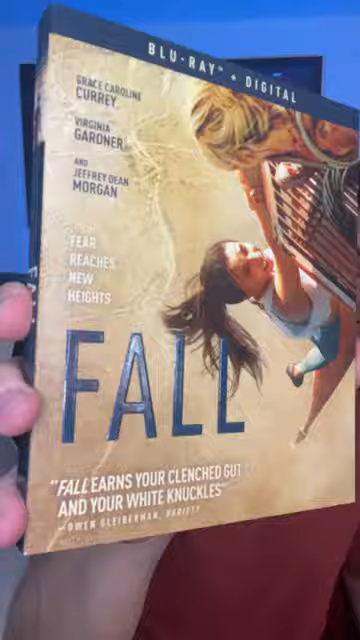 BLU-RAY™ + DIGITAL
GRACE CAROLINE
CURREY
VIRGINIA
GARDNER
AND
JEFFREY DEAN
MORGAN
FEAR
REACHES
NEW
HEIGHTS
FALL
"FALL EARNS YOUR CLENCHED GUT
AND YOUR WHITE KNUCKLES"
—OWEN GLEIBERMAN, VARIETY